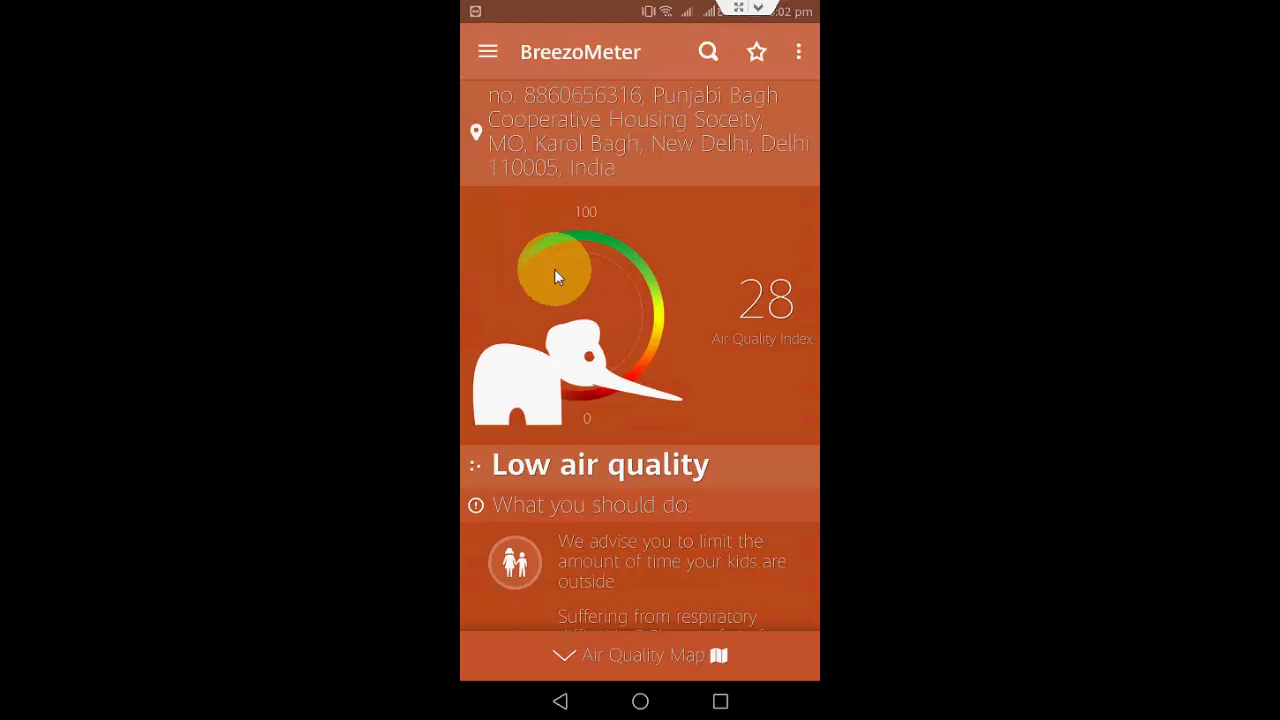 :02 pm
BreezoMeter
no. 8860656316, Punjabi Bagh
Cooperative Housing Soceity,
MO, Karol Bagh, New Delhi, Delhi
110005, India
100
28
Air Quality Index
0
Low air quality
What you should do:
We advise you to limit the
amount of time your kids are
outside
Suffering from respiratory
Air Quality Map